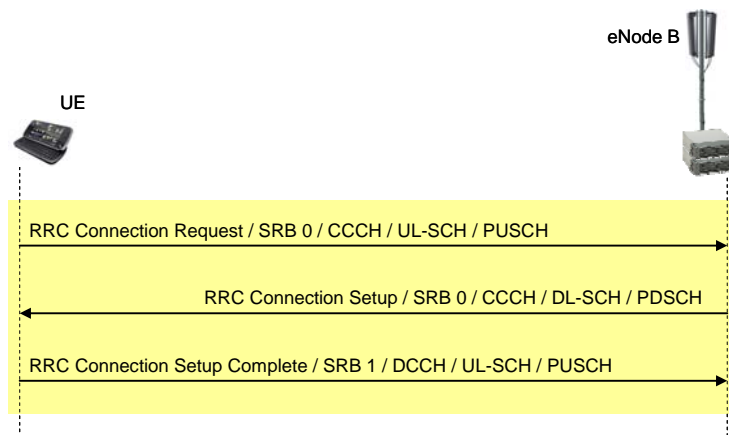 eNode B
UE
RRC Connection Request / SRB 0 / CCCH / UL-SCH / PUSCH
RRC Connection Setup / SRB 0 / CCCH / DL-SCH / PDSCH
RRC Connection Setup Complete / SRB 1 / DCCH / UL-SCH / PUSCH